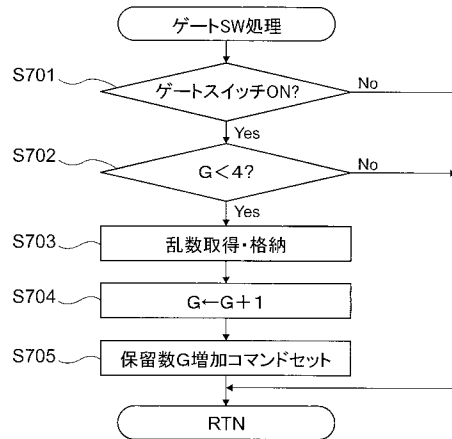 ゲートSW処理
S701
ゲートスイッチON?
No
Yes
S702
G<4?
No
Yes
S703
乱数取得・格納
S704
G←G+1
S705
保留数G増加コマンドセット
RTN